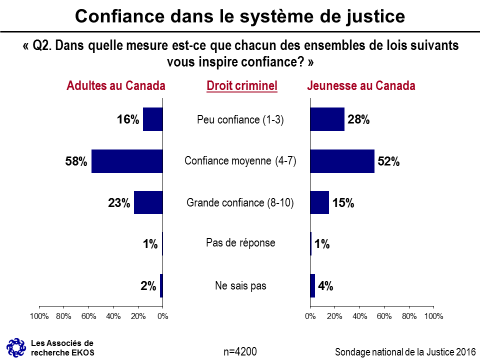 Confiance dans le système de justice
« Q2. Dans quelle mesure est-ce que chacun des ensembles de lois suivants
vous inspire confiance? »
Adultes au Canada Droit criminel Jeunesse au Canada
16% Peu confiance (1-3) 28%
58% Confiance moyenne (4-7) 52%
23% Grande confiance (8-10) 15%
1% Pas de réponse 1%
2% Ne sais pas 4%
100% 80% 60% 40% 20% 0% 0% 20% 40% 60% 80% 100%
Les Associés de
recherche EKOS n=4200 Sondage national de la Justice 2016